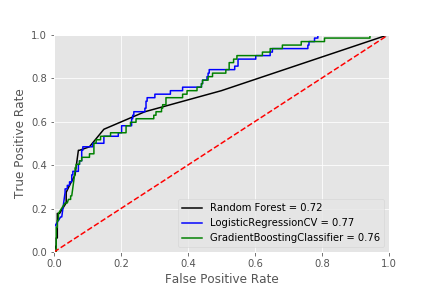 1.0
0.8
0.6
0.4
0.2
0.0
True Positive Rate
Random Forest = 0.72
LogisticRegressionCV = 0.77
GradientBoostingClassifier = 0.76
0.0 0.2 0.4 0.6 0.8 1.0
False Positive Rate